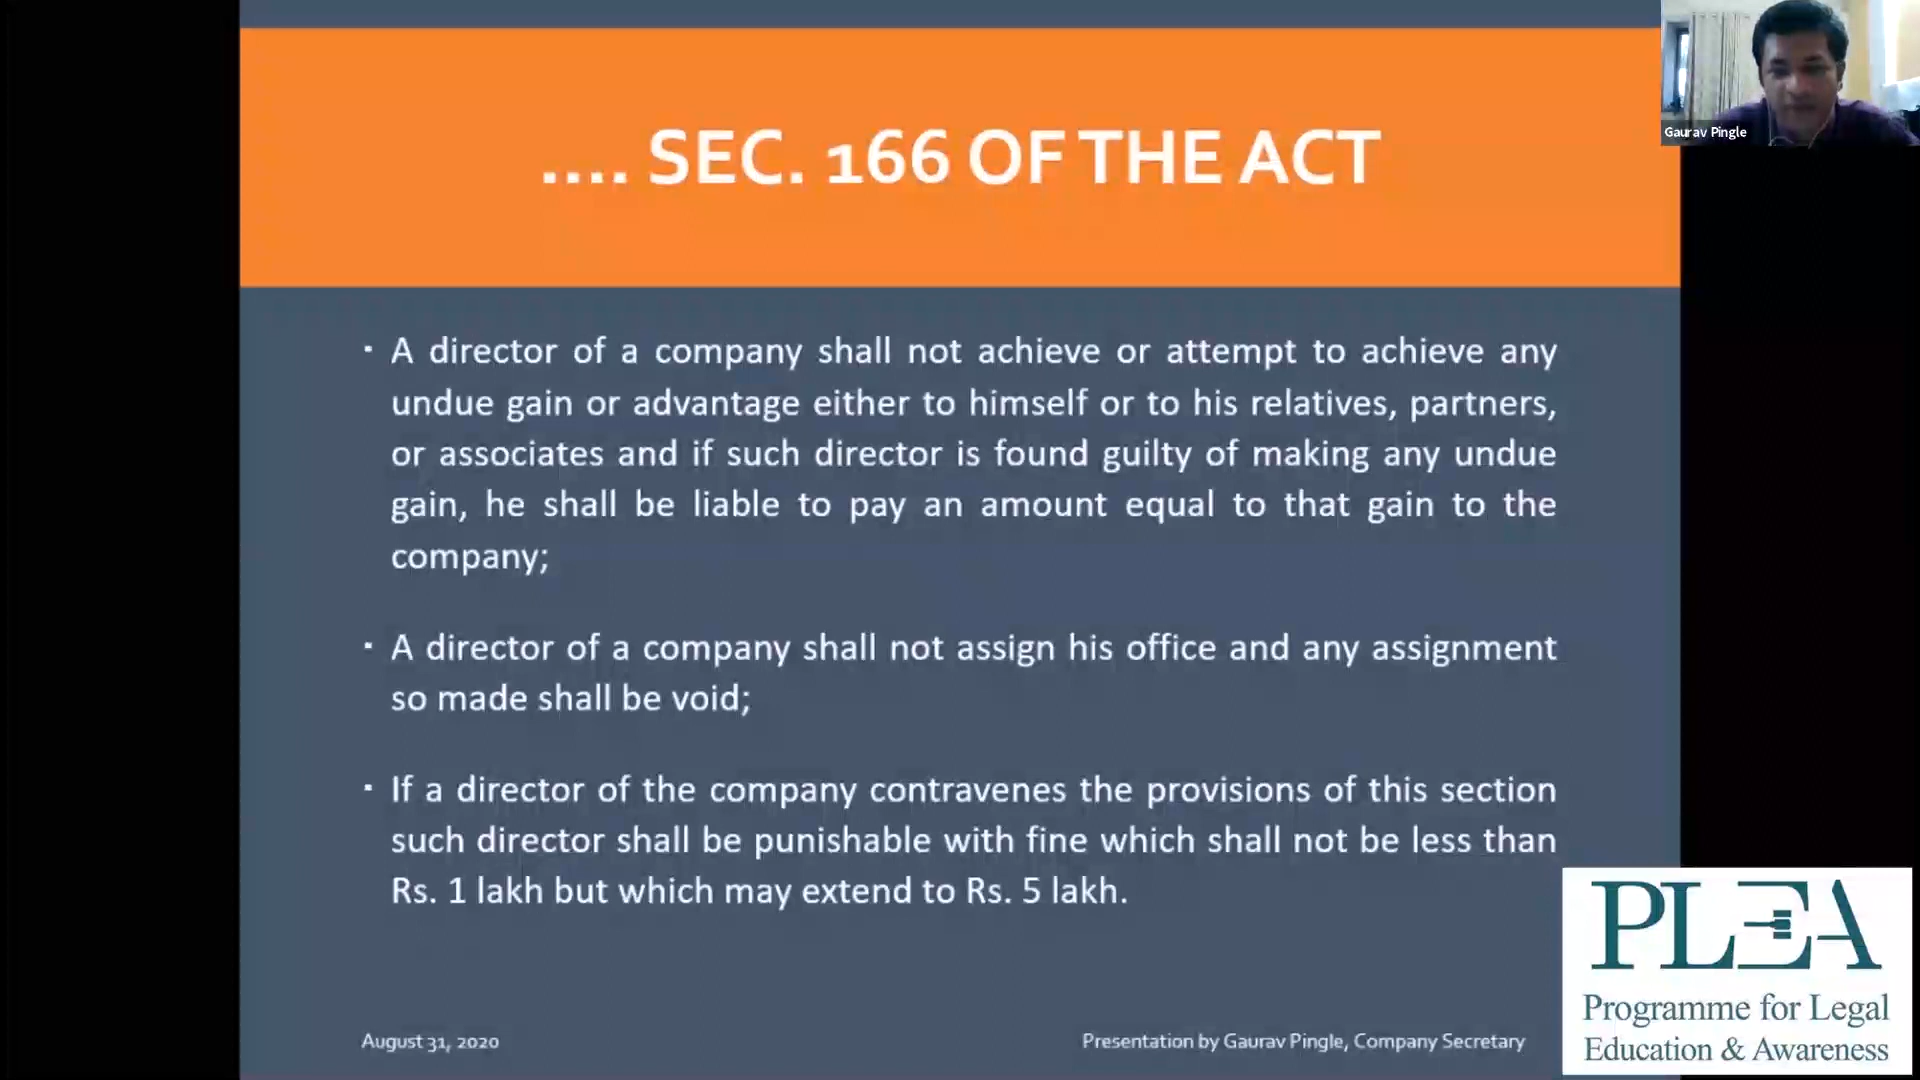 .... SEC. 166 OF THE ACT
Gaurav Pingle
· A director of a company shall not achieve or attempt to achieve any
undue gain or advantage either to himself or to his relatives, partners,
or associates and if such director is found guilty of making any undue
gain, he shall be liable to pay an amount equal to that gain to the
company;
· A director of a company shall not assign his office and any assignment
so made shall be void;
· If a director of the company contravenes the provisions of this section
such director shall be punishable with fine which shall not be less than
Rs. 1 lakh but which may extend to Rs. 5 lakh.
August 31, 2020
Presentation by Gaurav Pingle, Company Secretary
PLEA
Programme for Legal
Education & Awareness